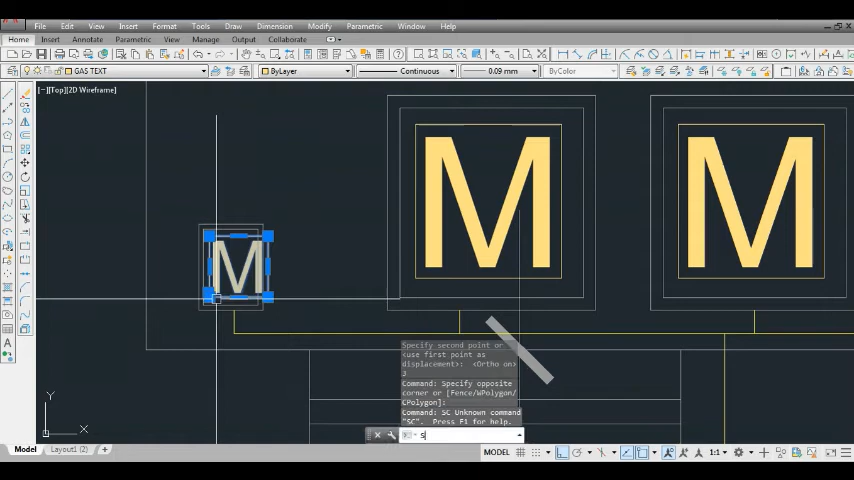 File Edit View Insert Format Tools Draw Dimension Modify Parametric Window Help
Home Insert Annotate Parametric View Manage Output Collaborate
GAS TEXT ByLayer Continuous 0.09 mm ByColor
[−][Top][2D Wireframe]
M M
M
Specify second point or
<use first point as
displacement>: <Ortho on>
3
Command: Specify opposite
corner or [Fence/WPolygon/
CPolygon]:
Command: SC Unknown command
"SC". Press F1 for help.
S
Y
X
Model Layout1 (2) + MODEL 1:1